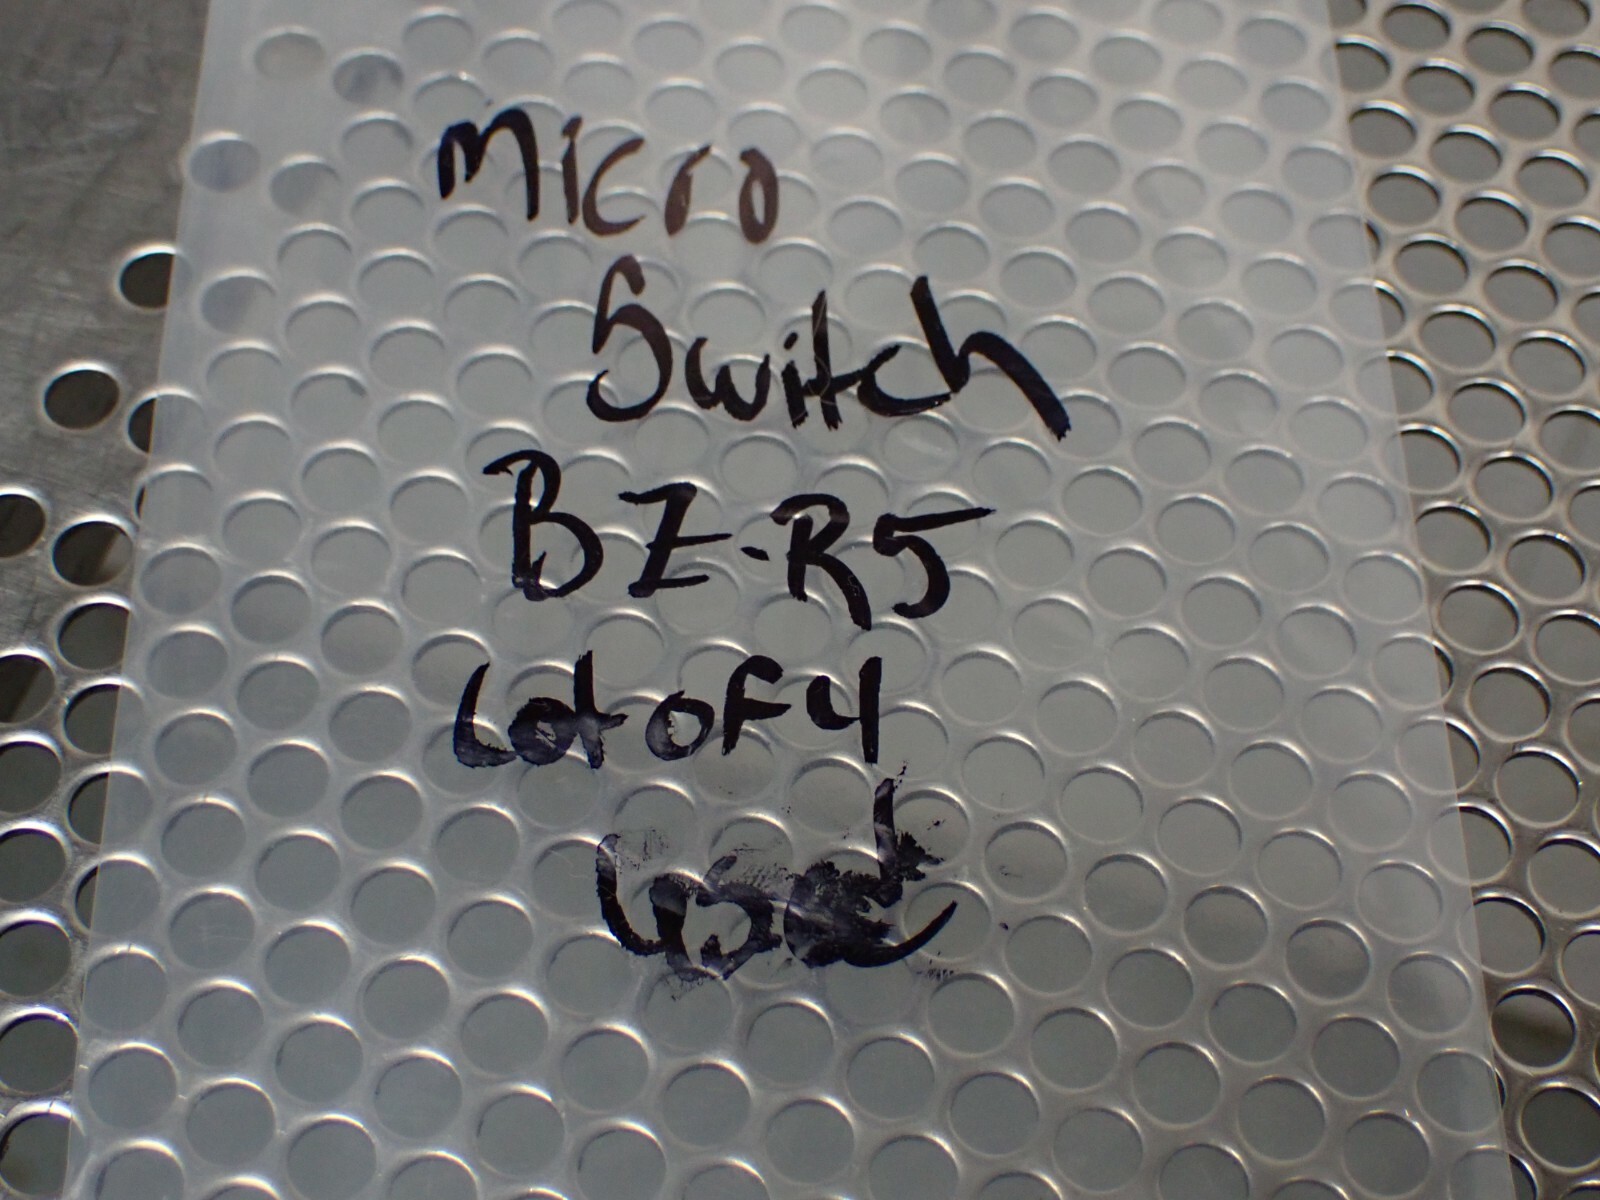 Micro
Switch
BZ-R5
Lot of 4
Used